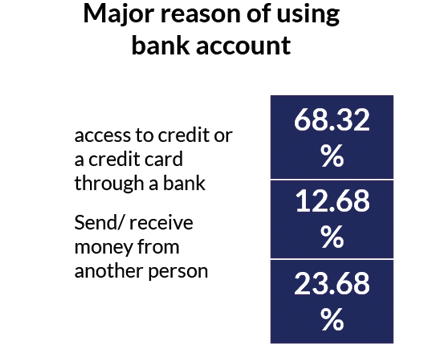 Major reason of using
bank account
access to credit or
a credit card
through a bank
68.32
%
Send/ receive
money from
another person
12.68
%
23.68
%